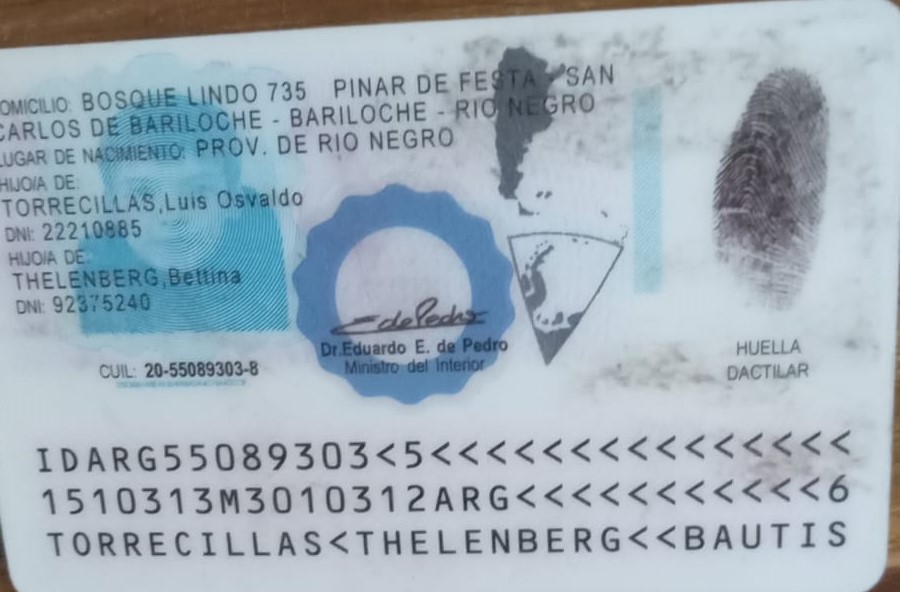 OMICILIO: BOSQUE LINDO 735 PINAR DE FESTA - SAN
CARLOS DE BARILOCHE - BARILOCHE - RIO NEGRO
LUGAR DE NACIMIENTO: PROV. DE RIO NEGRO
HIJO/A DE:
TORRECILLAS,Luis Osvaldo
DNI: 22210885
HIJO/A DE:
THELENBERG,Bettina
DNI: 92375240
CUIL: 20-55089303-8
EdePedro
Dr.Eduardo E. de Pedro
Ministro del Interior
HUELLA
DACTILAR
IDARG55089303<5<<<<<<<<<<<<<<<
1510313M3010312ARG<<<<<<<<<<<6
TORRECILLAS<THELENBERG<<BAUTIS